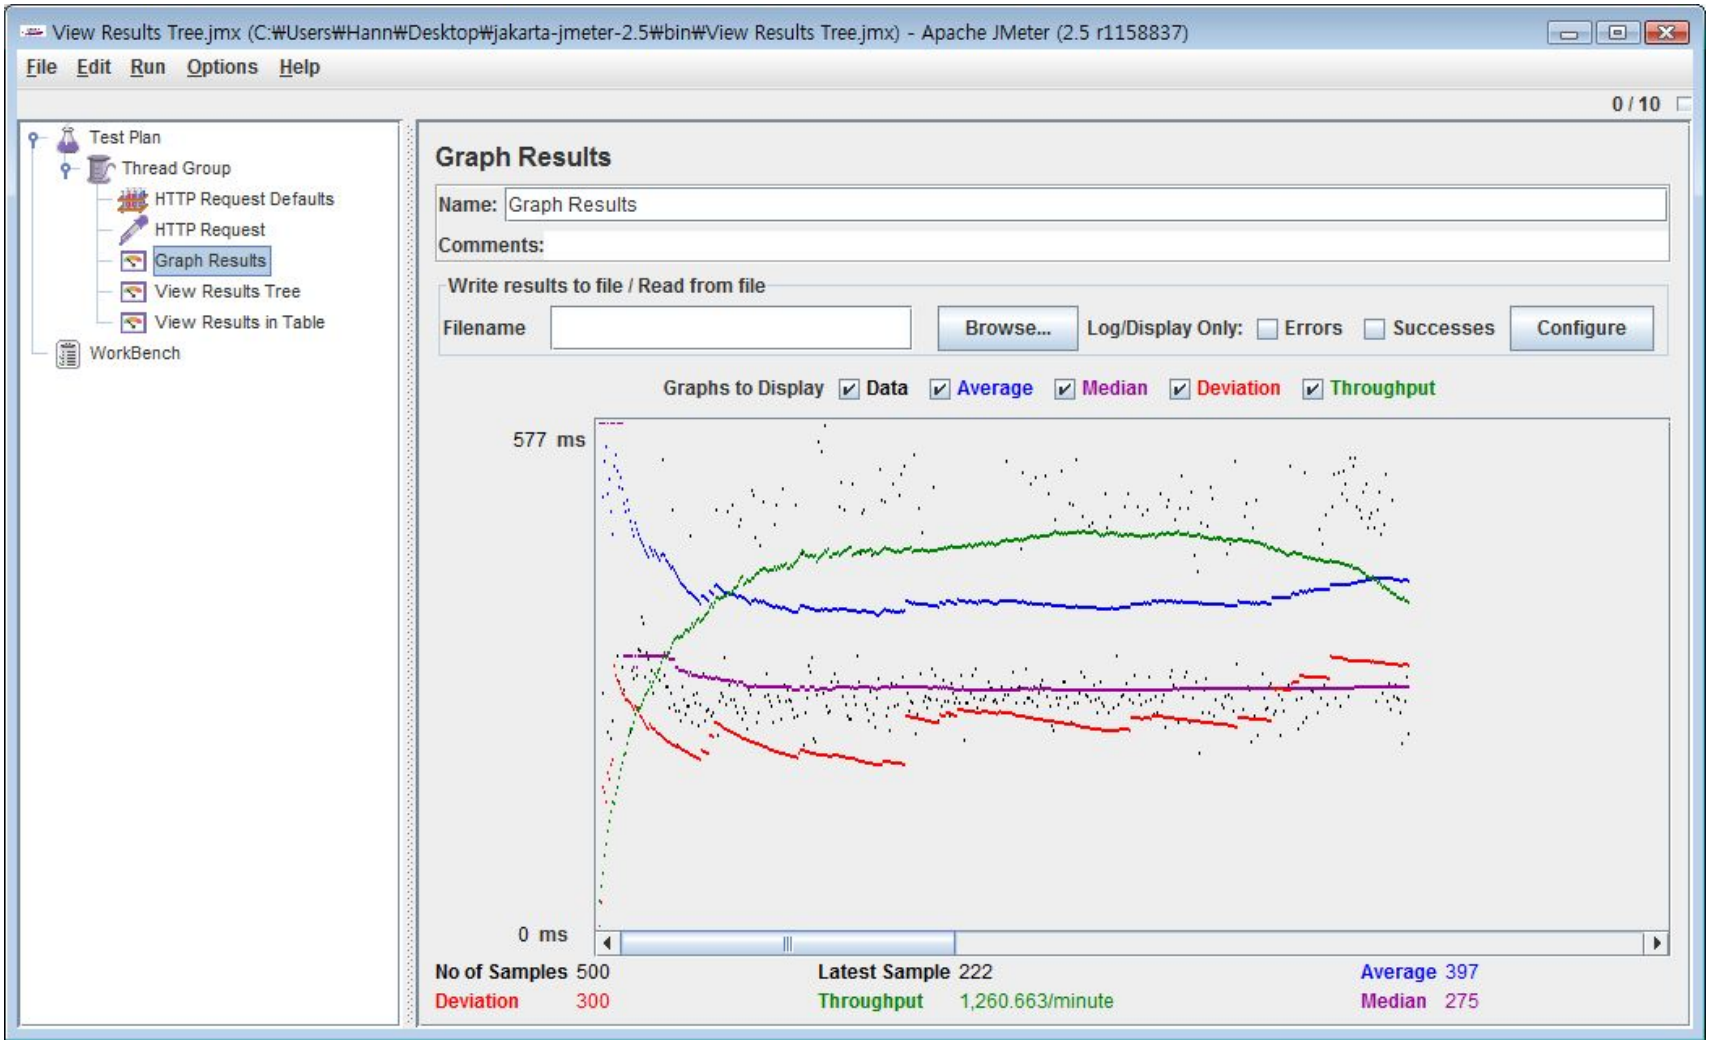 View Results Tree.jmx (C:₩Users₩Hann₩Desktop₩jakarta-jmeter-2.5₩bin₩View Results Tree.jmx) - Apache JMeter (2.5 r1158837)
File Edit Run Options Help
0 / 10
Test Plan
Thread Group
HTTP Request Defaults
HTTP Request
Graph Results
View Results Tree
View Results in Table
WorkBench
Graph Results
Name: Graph Results
Comments:
Write results to file / Read from file
Filename Browse... Log/Display Only: Errors Successes Configure
Graphs to Display Data Average Median Deviation Throughput
577 ms
0 ms
No of Samples 500 Latest Sample 222 Average 397
Deviation 300 Throughput 1,260.663/minute Median 275